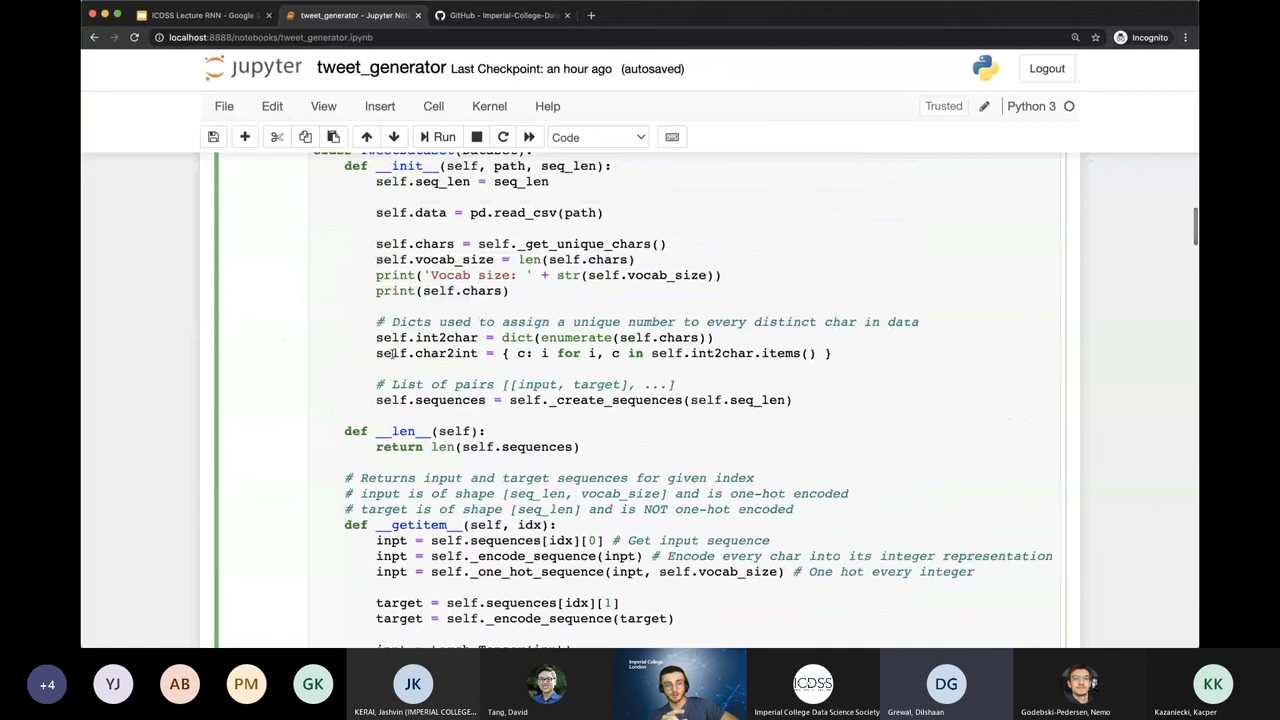 ICDSS Lecture RNN - Google
tweet_generator - Jupyter No
GitHub - Imperial-College-Da
localhost:8888/notebooks/tweet_generator.ipynb
Incognito
jupyter tweet_generator Last Checkpoint: an hour ago (autosaved)
Logout
File Edit View Insert Cell Kernel Help
Trusted
Python 3
Run
Code
def __init__(self, path, seq_len):
self.seq_len = seq_len
self.data = pd.read_csv(path)
self.chars = self._get_unique_chars()
self.vocab_size = len(self.chars)
print('Vocab size: ' + str(self.vocab_size))
print(self.chars)
# Dicts used to assign a unique number to every distinct char in data
self.int2char = dict(enumerate(self.chars))
self.char2int = { c: i for i, c in self.int2char.items() }
# List of pairs [[input, target], ...]
self.sequences = self._create_sequences(self.seq_len)
def __len__(self):
return len(self.sequences)
# Returns input and target sequences for given index
# input is of shape [seq_len, vocab_size] and is one-hot encoded
# target is of shape [seq_len] and is NOT one-hot encoded
def __getitem__(self, idx):
inpt = self.sequences[idx][0] # Get input sequence
inpt = self._encode_sequence(inpt) # Encode every char into its integer representation
inpt = self._one_hot_sequence(inpt, self.vocab_size) # One hot every integer
target = self.sequences[idx][1]
target = self._encode_sequence(target)
+4
YJ
AB
PM
GK
JK
KERAI, Jashvin (IMPERIAL COLLEGE...
Tang, David
Imperial College
London
ICDSS
Imperial College Data Science Society
DG
Grewal, Dilshaan
Godebski-Pedersen, Nemo
KK
Kazaniecki, Kacper